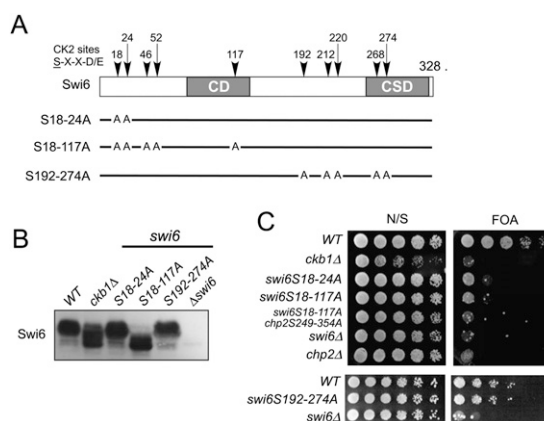 A
CK2 sites
S-X-X-D/E
18 24 46 52 117 192 212 220 268 274
328 .
Swi6 CD CSD
S18-24A A A
S18-117A A A A A A
S192-274A A A A A A
B
swi6
WT ckb1Δ S18-24A S18-117A S192-274A Δswi6
Swi6
C
N/S FOA
WT
ckb1Δ
swi6S18-24A
swi6S18-117A
swi6S18-117A
chp2S249-354A
swi6Δ
chp2Δ
WT
swi6S192-274A
swi6Δ